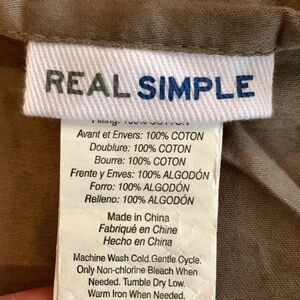 REAL SIMPLE
Filling: 100% COTTON
Avant et Envers: 100% COTON
Doublure: 100% COTON
Bourre: 100% COTON
Frente y Enves: 100% ALGODÓN
Forro: 100% ALGODÓN
Relleno: 100% ALGODÓN
Made in China
Fabriqué en Chine
Hecho en China
Machine Wash Cold.Gentle Cycle.
Only Non-chlorine Bleach When
Needed. Tumble Dry Low.
Warm Iron When Needed.